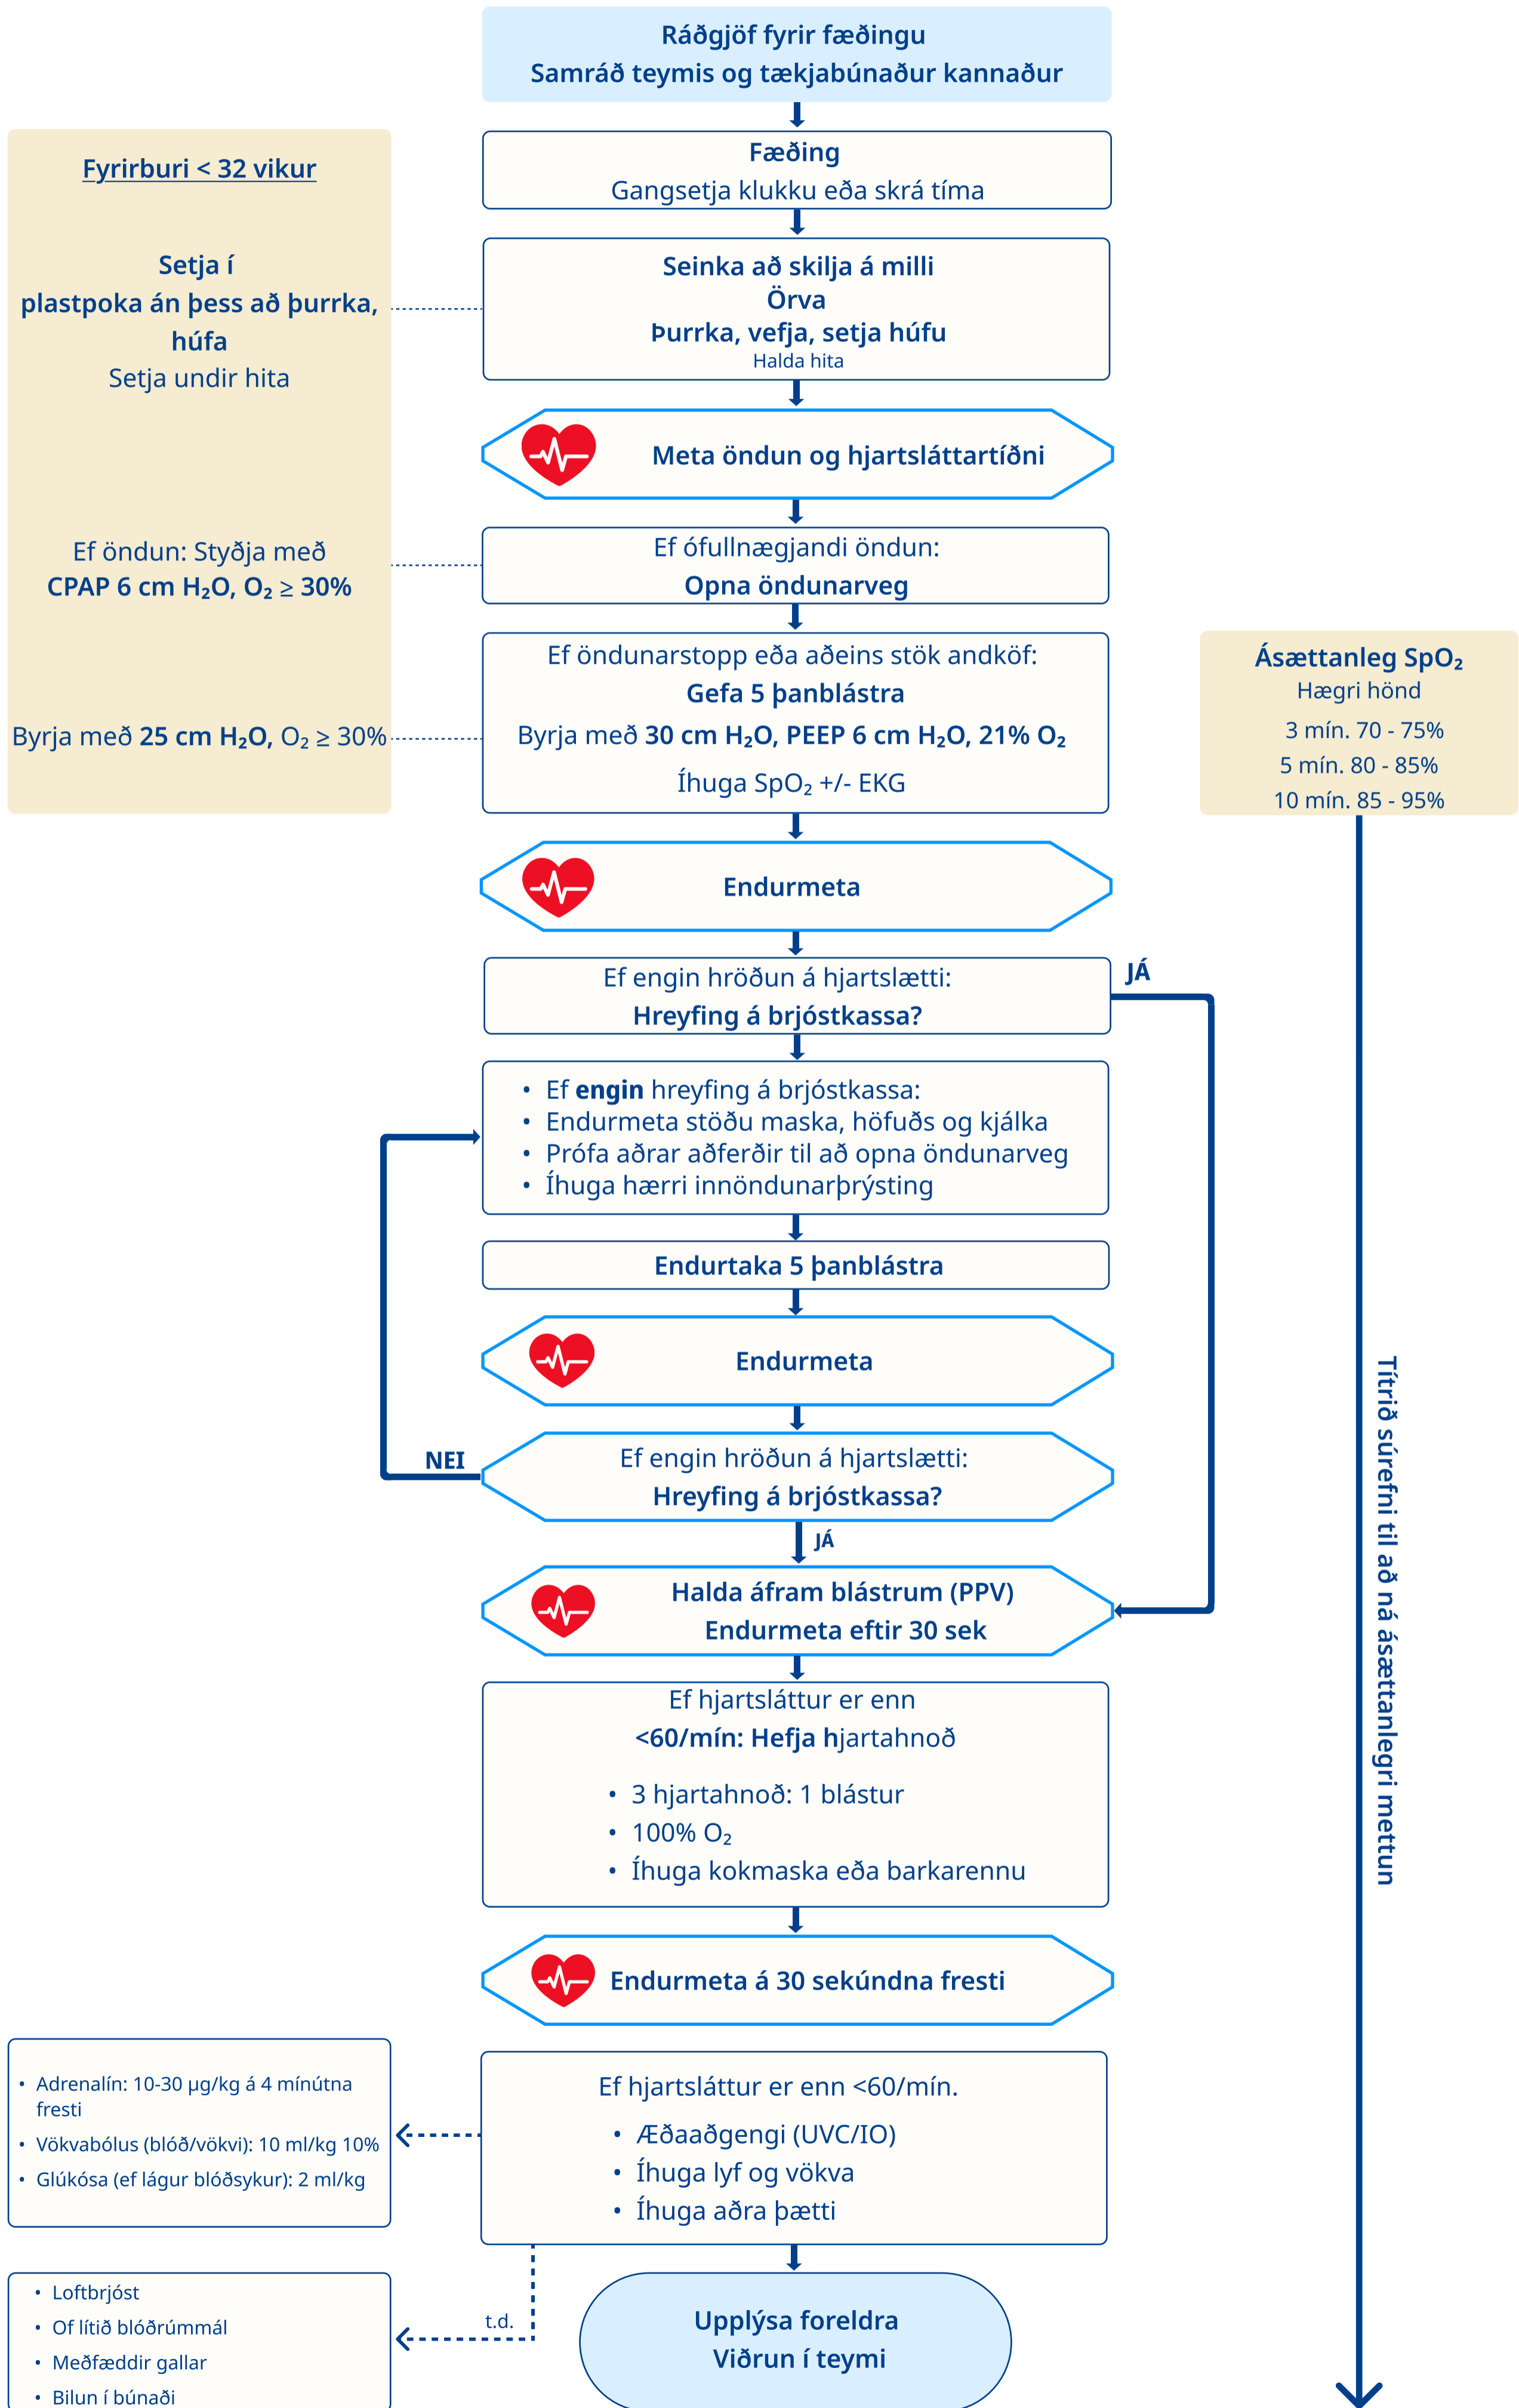 Ráðgjöf fyrir fæðingu
Samráð teymis og tækjabúnaður kannaður
Fæðing
Gangsetja klukku eða skrá tíma
Fyrirburi < 32 vikur
Setja í
plastpoka án þess að þurrka,
húfa
Setja undir hita
Seinka að skilja á milli
Örva
Þurrka, vefja, setja húfu
Halda hita
Meta öndun og hjartsláttartíðni
Ef öndun: Styðja með
CPAP 6 cm H₂O, O₂ ≥ 30%
Ef ófullnægjandi öndun:
Opna öndunarveg
Byrja með 25 cm H₂O, O₂ ≥ 30%
Ef öndunarstopp eða aðeins stök andköf:
Gefa 5 þanblástra
Byrja með 30 cm H₂O, PEEP 6 cm H₂O, 21% O₂
Íhuga SpO₂ +/- EKG
Ásættanleg SpO₂
Hægri hönd
3 mín. 70 - 75%
5 mín. 80 - 85%
10 mín. 85 - 95%
Endurmeta
Ef engin hröðun á hjartslætti:
Hreyfing á brjóstkassa?
JÁ
• Ef engin hreyfing á brjóstkassa:
• Endurmeta stöðu maska, höfuðs og kjálka
• Prófa aðrar aðferðir til að opna öndunarveg
• Íhuga hærri innöndunarþrýsting
Endurtaka 5 þanblástra
Endurmeta
NEI
Ef engin hröðun á hjartslætti:
Hreyfing á brjóstkassa?
JÁ
Halda áfram blástrum (PPV)
Endurmeta eftir 30 sek
Títrið súrefni til að ná ásættanlegri mettun
Ef hjartsláttur er enn
<60/mín: Hefja hjartahnoð
• 3 hjartahnoð: 1 blástur
• 100% O₂
• Íhuga kokmaska eða barkarennu
Endurmeta á 30 sekúndna fresti
• Adrenalín: 10-30 µg/kg á 4 mínútna
fresti
• Vökvabólus (blóð/vökvi): 10 ml/kg 10%
• Glúkósa (ef lágur blóðsykur): 2 ml/kg
Ef hjartsláttur er enn <60/mín.
• Æðaaðgengi (UVC/IO)
• Íhuga lyf og vökva
• Íhuga aðra þætti
t.d.
• Loftbrjóst
• Of lítið blóðrúmmál
• Meðfæddir gallar
• Bilun í búnaði
Upplýsa foreldra
Viðrun í teymi